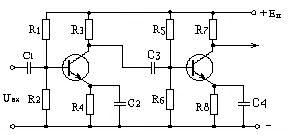 R1 R3 R5 R7 +Eп
C1 C3
Uвх R2 R4 C2 R6 R8 C4
-